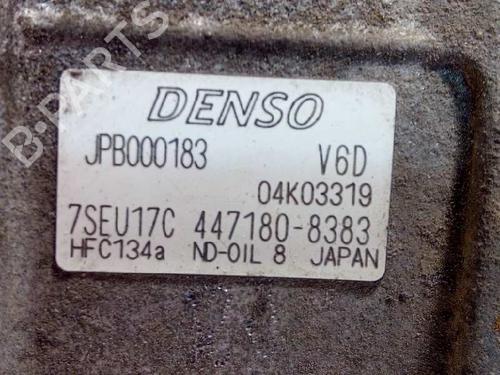 B-PARTS
DENSO
JPB000183 V6D
04K03319
7SEU17C 447180-8383
HFC134a ND-OIL 8 JAPAN